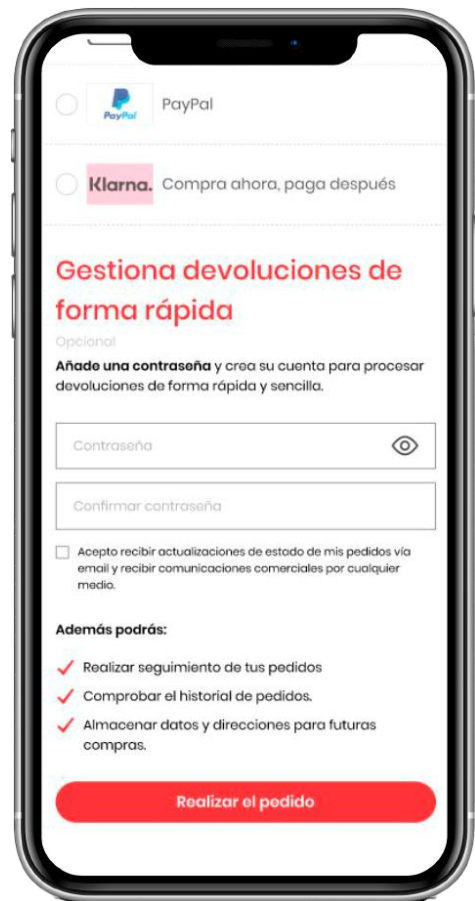 PayPal
PayPal
Klarna. Compra ahora, paga después
Gestiona devoluciones de
forma rápida
Opcional
Añade una contraseña y crea su cuenta para procesar
devoluciones de forma rápida y sencilla.
Contraseña
Confirmar contraseña
Acepto recibir actualizaciones de estado de mis pedidos vía
email y recibir comunicaciones comerciales por cualquier
medio.
Además podrás:
Realizar seguimiento de tus pedidos
Comprobar el historial de pedidos.
Almacenar datos y direcciones para futuras
compras.
Realizar el pedido